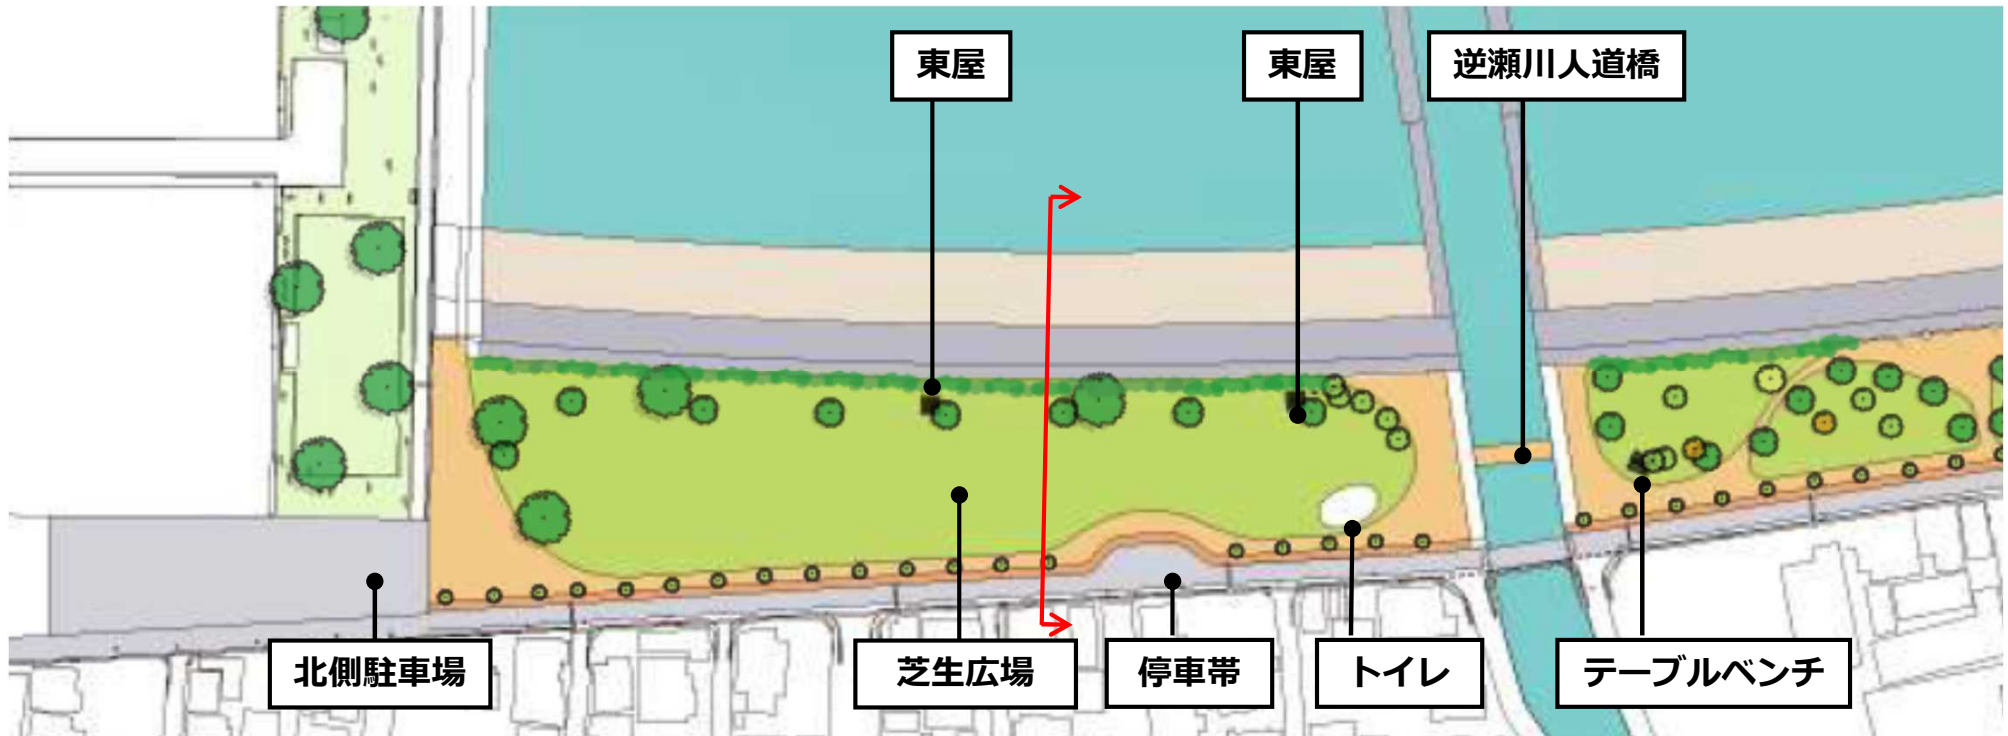 東屋
東屋
逆瀬川人道橋
北側駐車場
芝生広場
停車帯
トイレ
テーブルベンチ